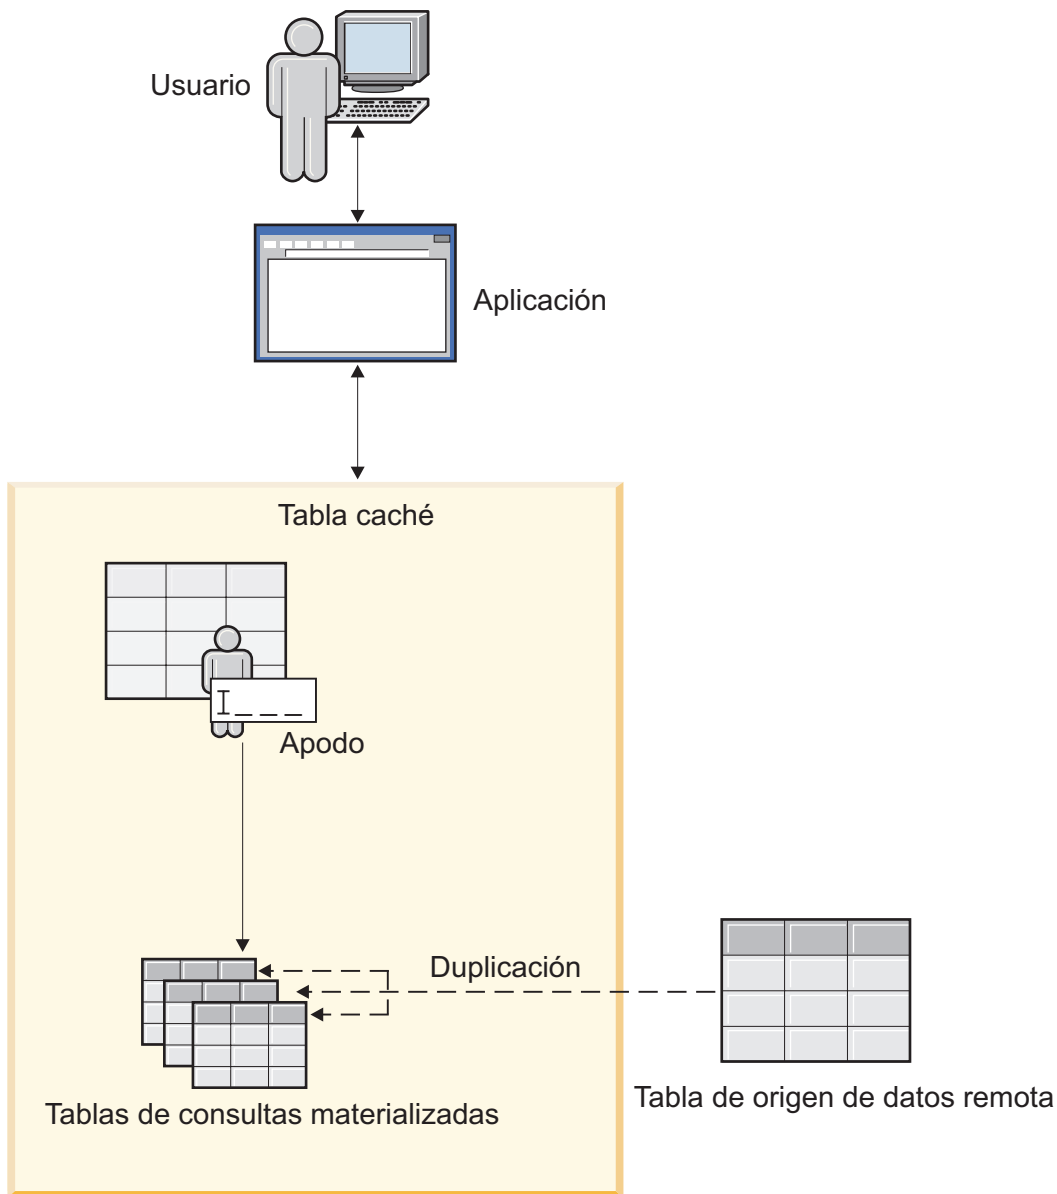 Usuario
Aplicación
Tabla caché
Apodo
Duplicación
Tablas de consultas materializadas
Tabla de origen de datos remota